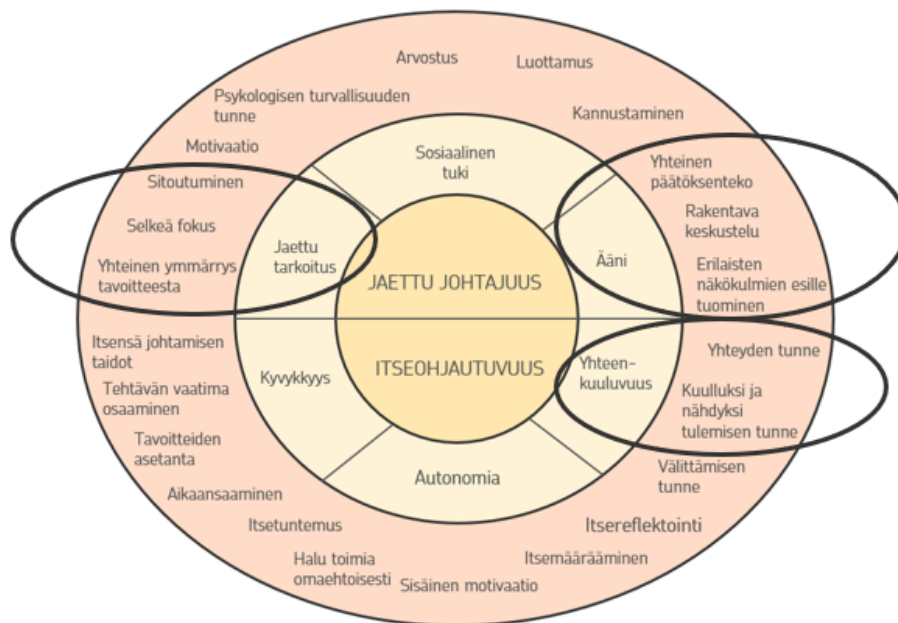 Arvostus
Luottamus
Psykologisen turvallisuuden
tunne
Kannustaminen
Motivaatio
Sosiaalinen
tuki
Yhteinen
päätöksenteko
Sitoutuminen
Selkeä fokus
Rakentava
keskustelu
Jaettu
tarkoitus
Ääni
Yhteinen ymmärrys
tavoitteesta
Erilaisten
näkökulmien esille
tuominen
JAETTU JOHTAJUUS
ITSEOHJAUTUVUUS
Itsensä johtamisen
taidot
Kyvykkyys
Yhteen-
kuuluvuus
Yhteyden tunne
Tehtävän vaatima
osaaminen
Kuulluksi ja
nähdyksi
tulemisen tunne
Tavoitteiden
asetanta
Välittämisen
tunne
Autonomia
Aikaansaaminen
Itsetuntemus
Itsereflektointi
Halu toimia
omaehtoisesti
Itsemäärääminen
Sisäinen motivaatio